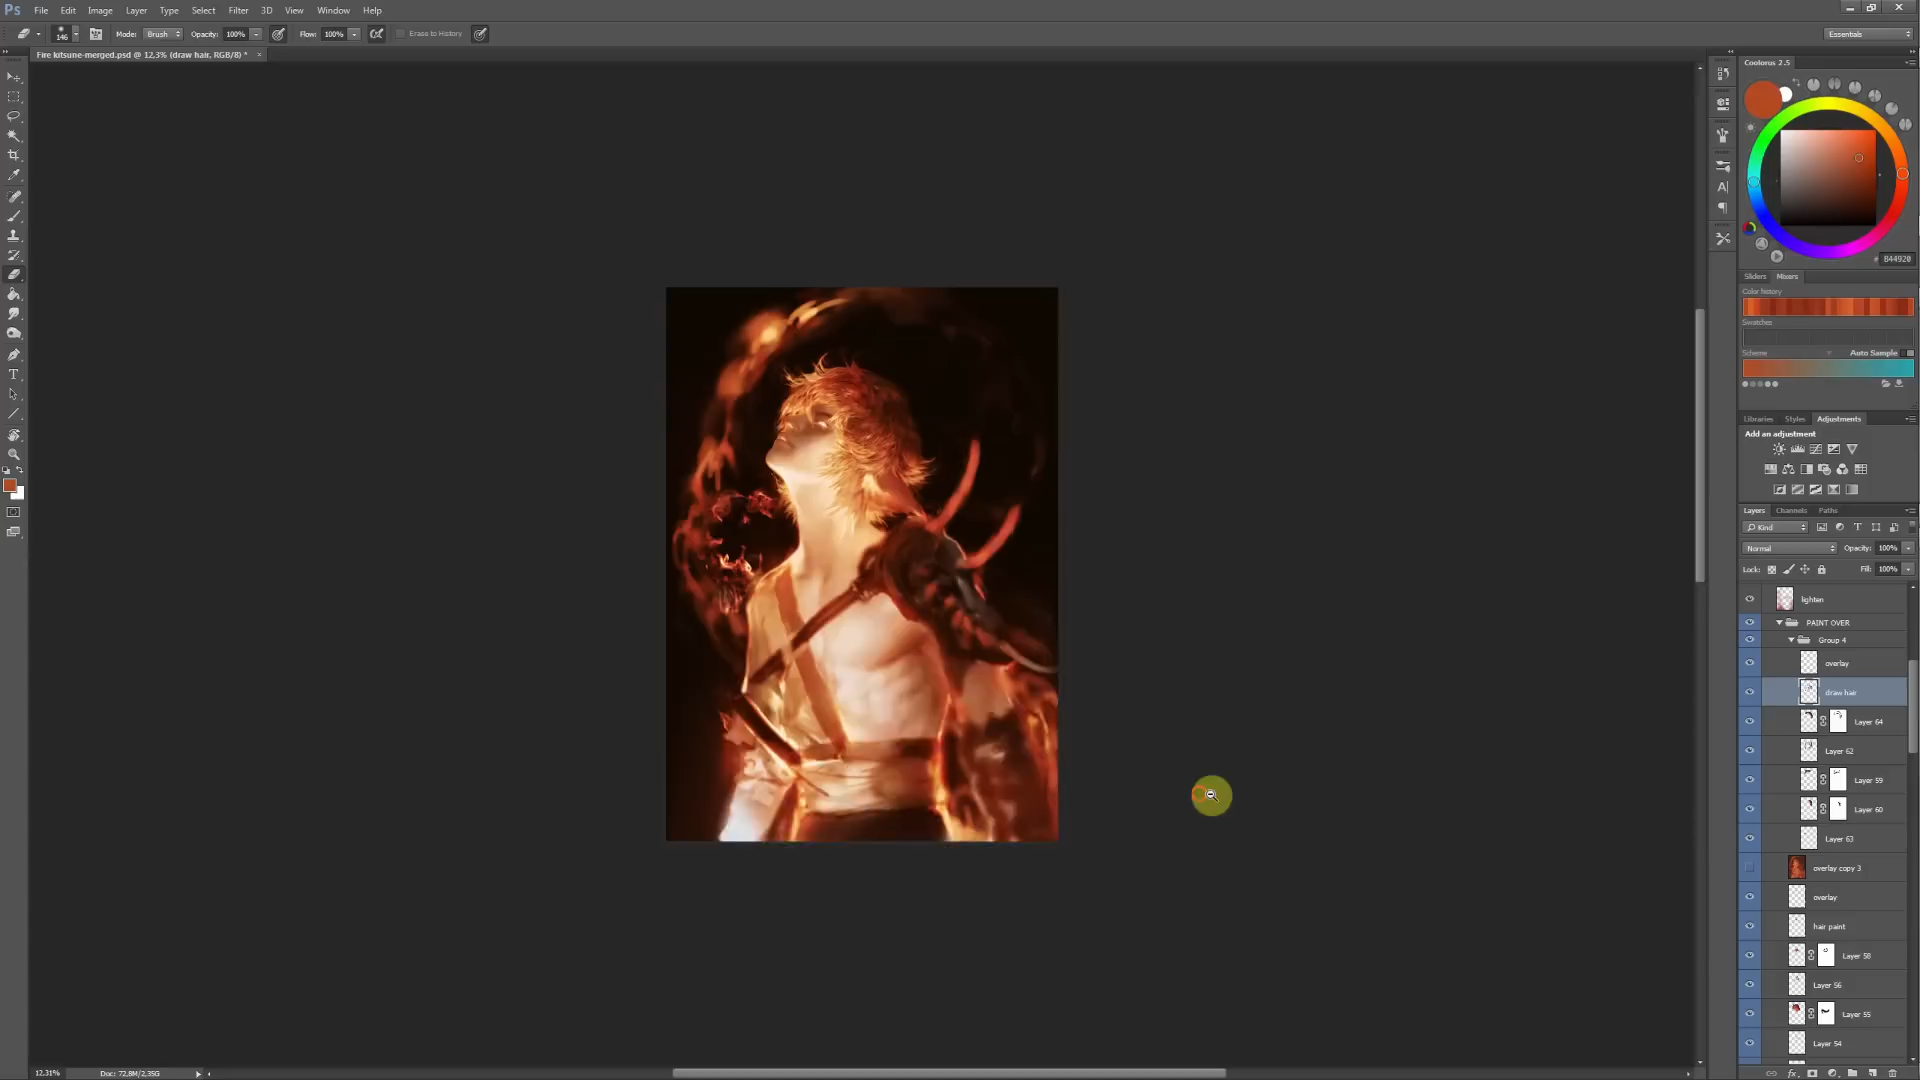 Ps File Edit Image Layer Type Select Filter 3D View Window Help
146 Mode: Brush Opacity: 100% Flow: 100% Erase to History Essentials
Fire kitsune-merged.psd @ 12,3% (draw hair, RGB/8) * ×
Coolorus 2.5
# B44920
Sliders Mixers
Color history
Swatches
Scheme Auto Sample
Libraries Styles Adjustments
Add an adjustment
Layers Channels Paths
Kind
Normal Opacity: 100%
Lock: Fill: 100%
lighten
PAINT OVER
Group 4
overlay
draw hair
Layer 64
Layer 62
Layer 59
Layer 60
Layer 63
overlay copy 3
overlay
hair paint
Layer 58
Layer 56
Layer 55
Layer 54
12,31% Doc: 72,8M/2,35G